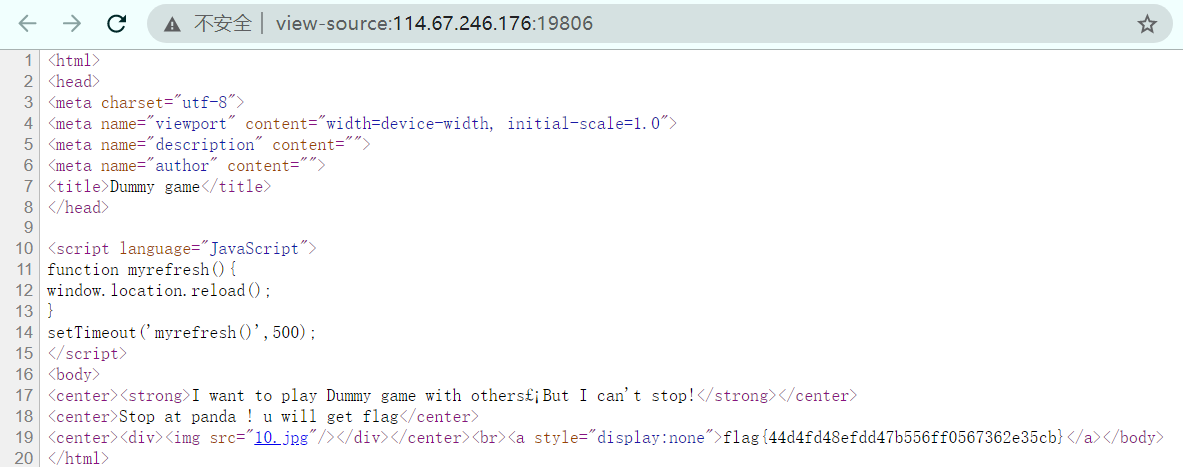 不安全 | view-source:114.67.246.176:19806
1 <html>
2 <head>
3 <meta charset="utf-8">
4 <meta name="viewport" content="width=device-width, initial-scale=1.0">
5 <meta name="description" content="">
6 <meta name="author" content="">
7 <title>Dummy game</title>
8 </head>
9
10 <script language="JavaScript">
11 function myrefresh(){
12 window.location.reload();
13 }
14 setTimeout('myrefresh()',500);
15 </script>
16 <body>
17 <center><strong>I want to play Dummy game with others£¡But I can't stop!</strong></center>
18 <center>Stop at panda ! u will get flag</center>
19 <center><div><img src="10.jpg"/></div></center><br><a style="display:none">flag{44d4fd48efdd47b556ff0567362e35cb}</a></body>
20 </html>